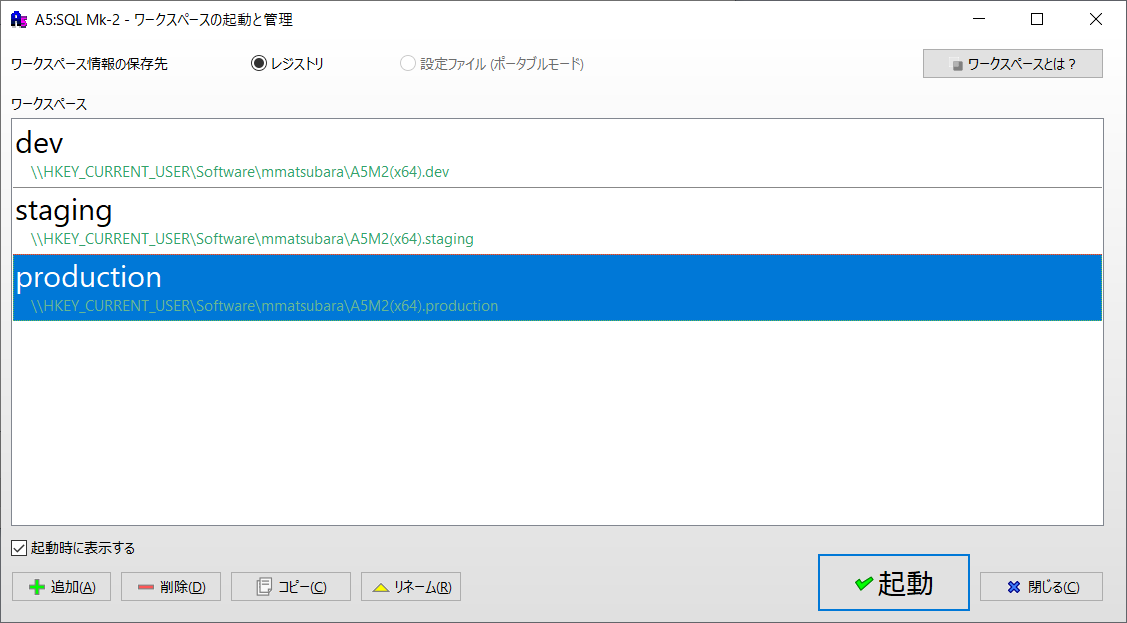 A5:SQL Mk-2 - ワークスペースの起動と管理
ワークスペース情報の保存先 レジストリ 設定ファイル (ポータブルモード) ワークスペースとは？
ワークスペース
dev
\\HKEY_CURRENT_USER\Software\mmatsubara\A5M2(x64).dev
staging
\\HKEY_CURRENT_USER\Software\mmatsubara\A5M2(x64).staging
production
\\HKEY_CURRENT_USER\Software\mmatsubara\A5M2(x64).production
起動時に表示する
追加(A) 削除(D) コピー(C) リネーム(R) 起動 閉じる(C)